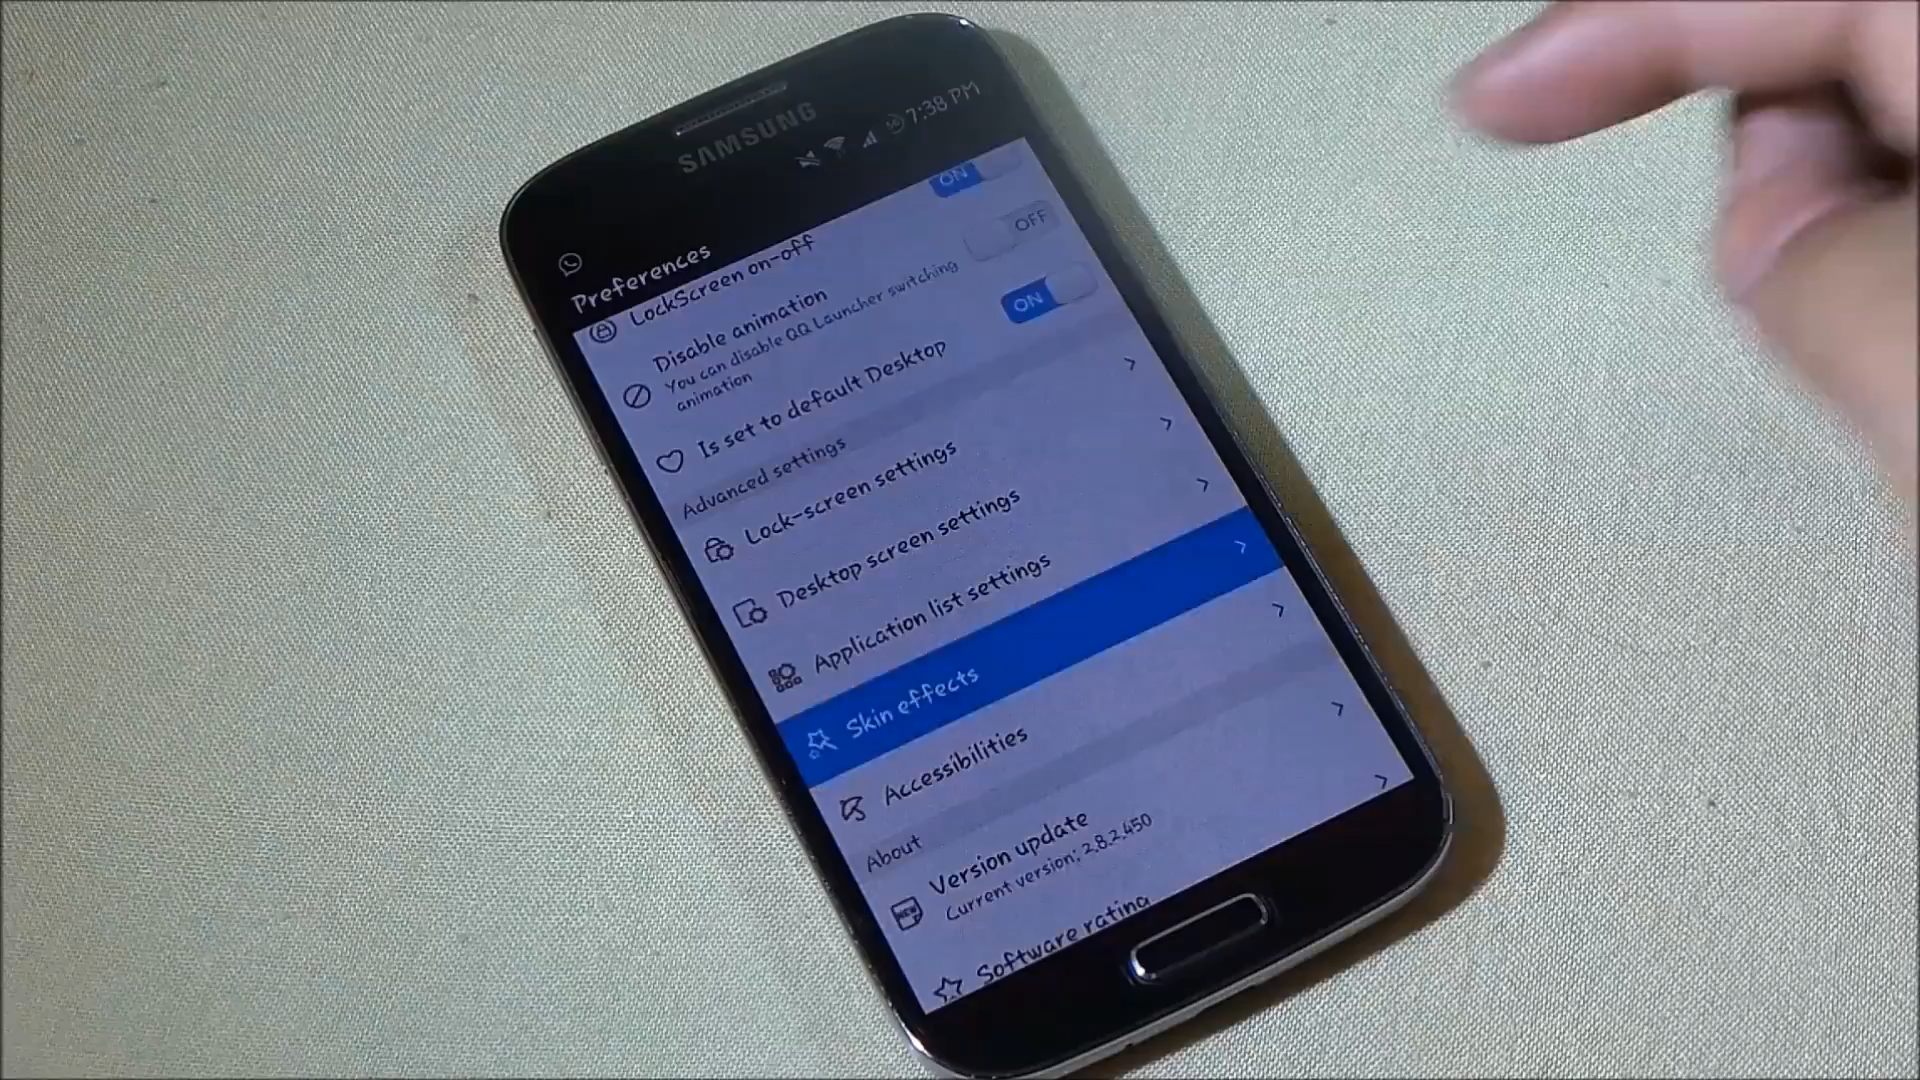 SAMSUNG
7:38 PM
Preferences
LockScreen on-off
ON
Disable animation
You can disable QQ Launcher switching
animation
OFF
Is set to default Desktop
ON
Advanced settings
Lock-screen settings
Desktop screen settings
Application list settings
Skin effects
Accessibilities
About
NEW
Version update
Current version: 2.8.2.450
Software rating